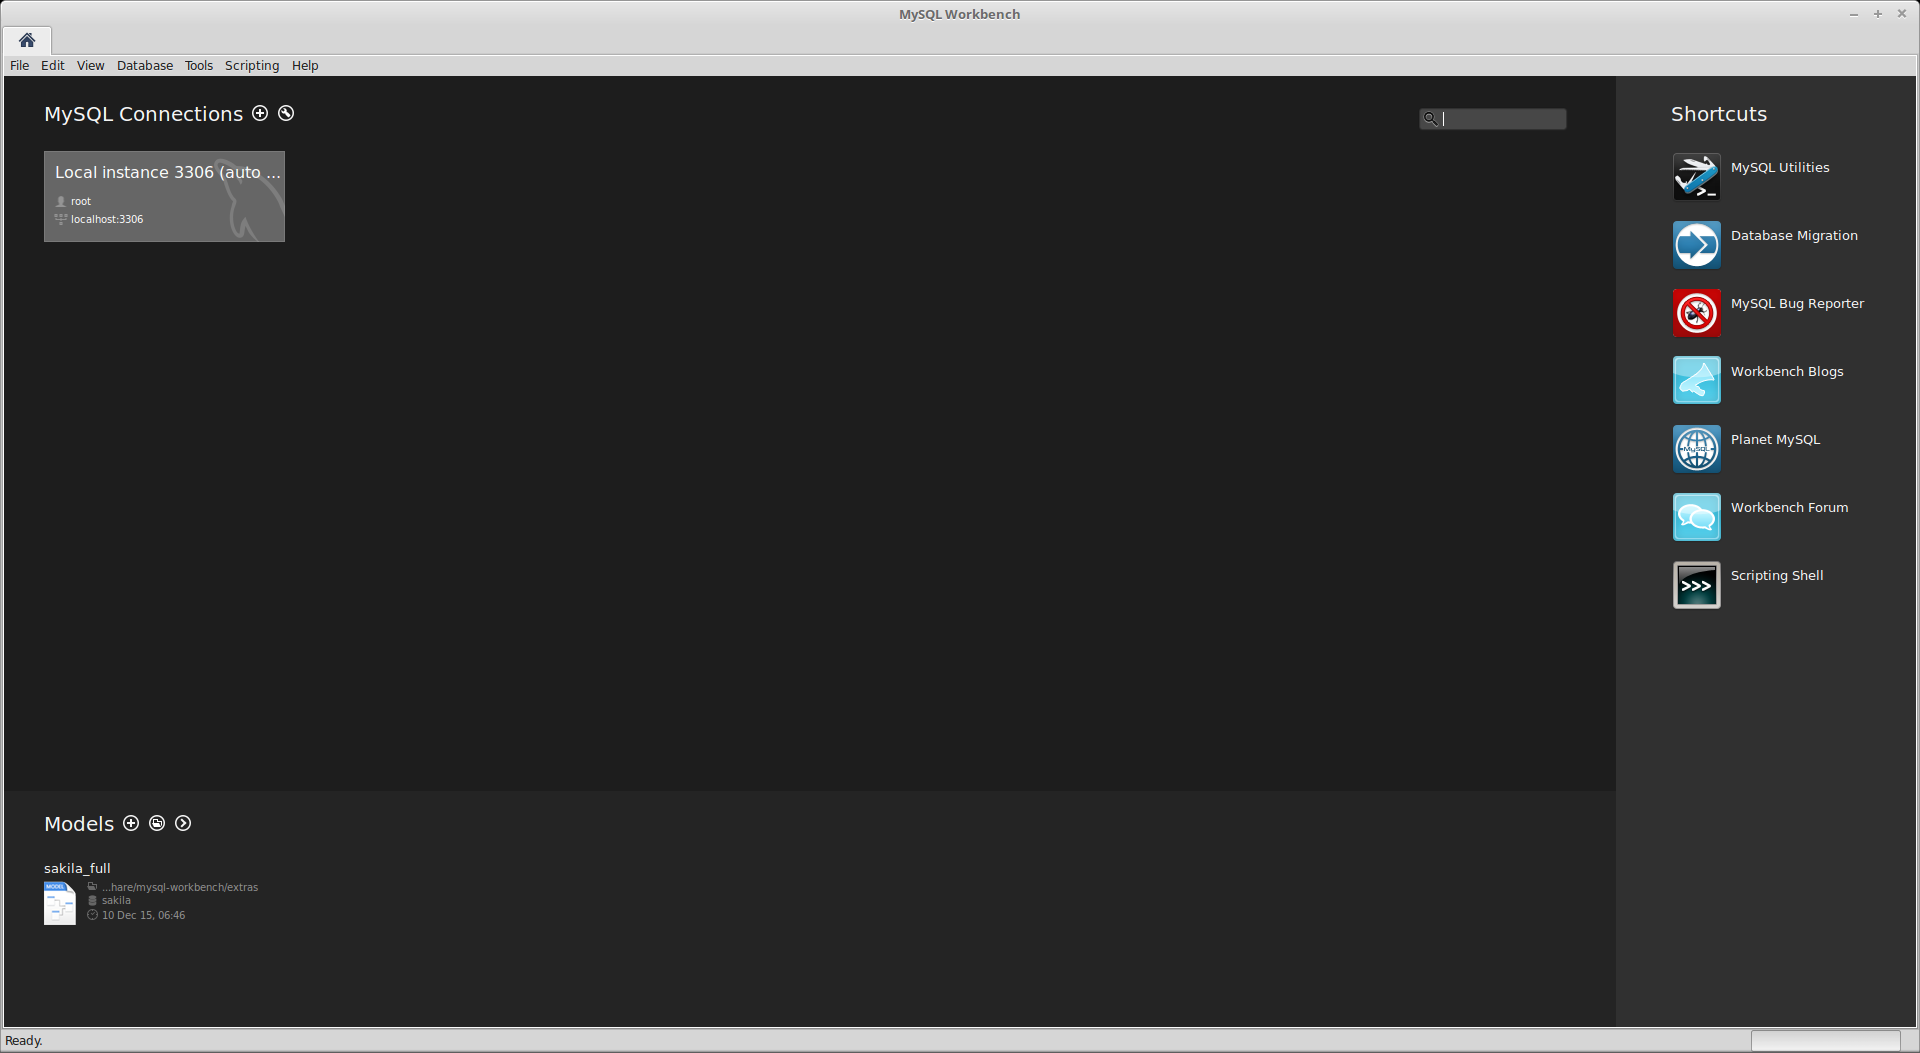 MySQL Workbench
File Edit View Database Tools Scripting Help
MySQL Connections
Local instance 3306 (auto ...
root
localhost:3306
Shortcuts
MySQL Utilities
Database Migration
MySQL Bug Reporter
Workbench Blogs
MySQL
Planet MySQL
Workbench Forum
>>>
Scripting Shell
Models
sakila_full
MODEL
...hare/mysql-workbench/extras
sakila
10 Dec 15, 06:46
Ready.